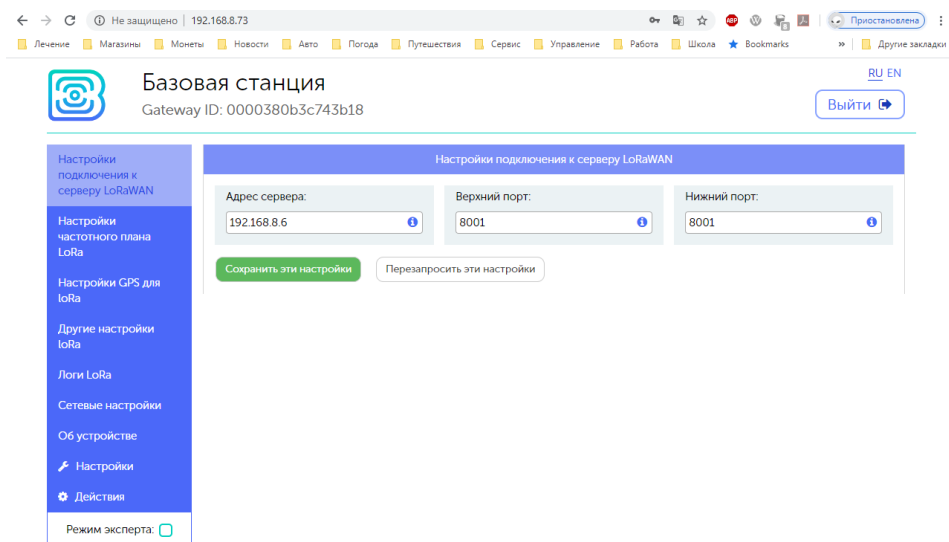 Не защищено | 192.168.8.73
ABP
Приостановлена
Лечение Магазины Монеты Новости Авто Погода Путешествия Сервис Управление Работа Школа Bookmarks » Другие закладки
Базовая станция
Gateway ID: 0000380b3c743b18
RU EN
Выйти
Настройки
подключения к
серверу LoRaWAN
Настройки
частотного плана
LoRa
Настройки GPS для
loRa
Другие настройки
loRa
Логи LoRa
Сетевые настройки
Об устройстве
Настройки
Действия
Режим эксперта:
Настройки подключения к серверу LoRaWAN
Адрес сервера: Верхний порт: Нижний порт:
192.168.8.6 8001 8001
Сохранить эти настройки Перезапросить эти настройки